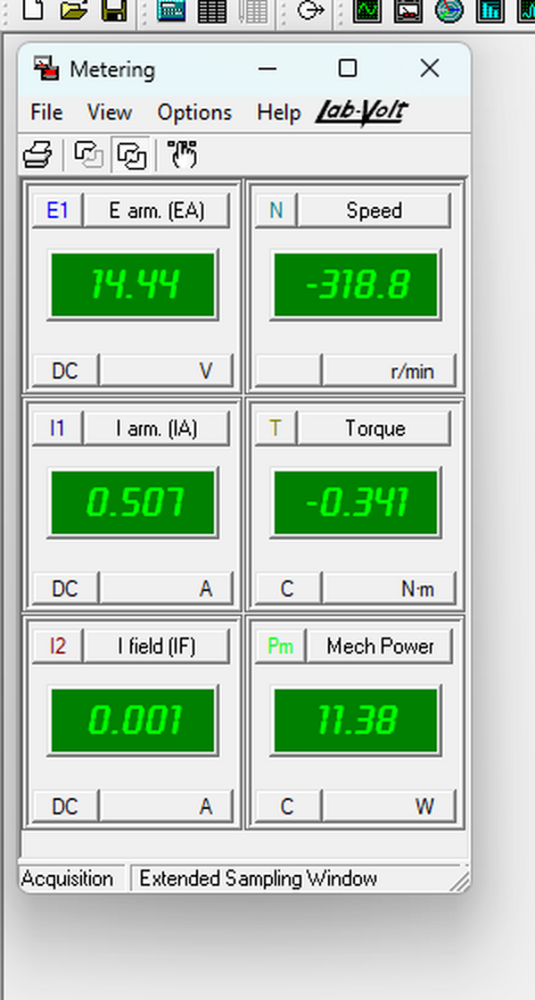 Metering
File View Options Help Lab-Volt
E1 E arm. (EA)
14.44
DC V
N Speed
-318.8
r/min
I1 I arm. (IA)
0.507
DC A
T Torque
-0.341
C N·m
I2 I field (IF)
0.001
DC A
Pm Mech Power
11.38
C W
Acquisition Extended Sampling Window